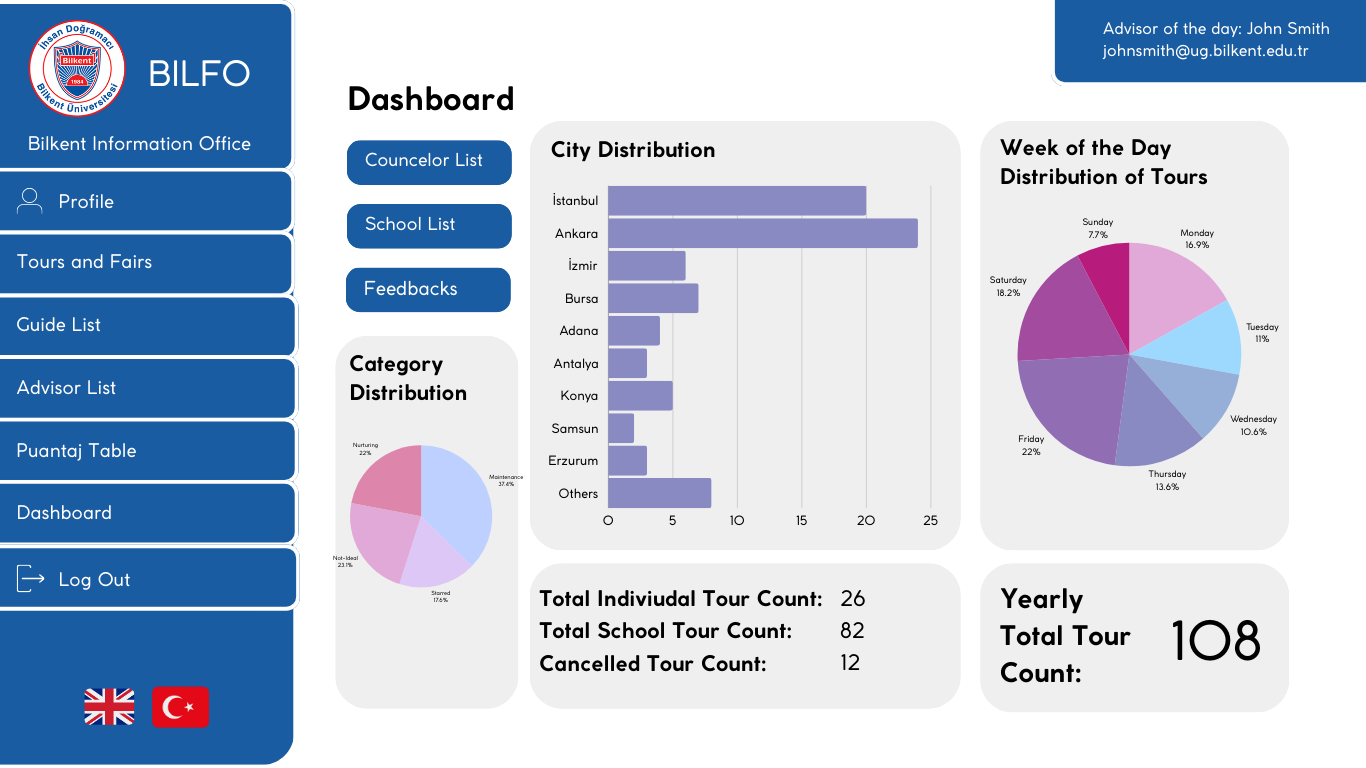 İhsan Doğramacı
Bilkent
1984
Bilkent Üniversitesi
BILFO
Bilkent Information Office
Profile
Tours and Fairs
Guide List
Advisor List
Puantaj Table
Dashboard
Log Out
Advisor of the day: John Smith
johnsmith@ug.bilkent.edu.tr
Dashboard
Councelor List
School List
Feedbacks
Category
Distribution
Nurturing
22%
Maintenance
37.4%
Not-Ideal
23.1%
Starred
17.6%
City Distribution
İstanbul
Ankara
İzmir
Bursa
Adana
Antalya
Konya
Samsun
Erzurum
Others
0 5 10 15 20 25
Week of the Day
Distribution of Tours
Sunday
7.7%
Monday
16.9%
Saturday
18.2%
Tuesday
11%
Wednesday
10.6%
Friday
22%
Thursday
13.6%
Total Indiviudal Tour Count: 26
Total School Tour Count: 82
Cancelled Tour Count: 12
Yearly
Total Tour
Count:
108